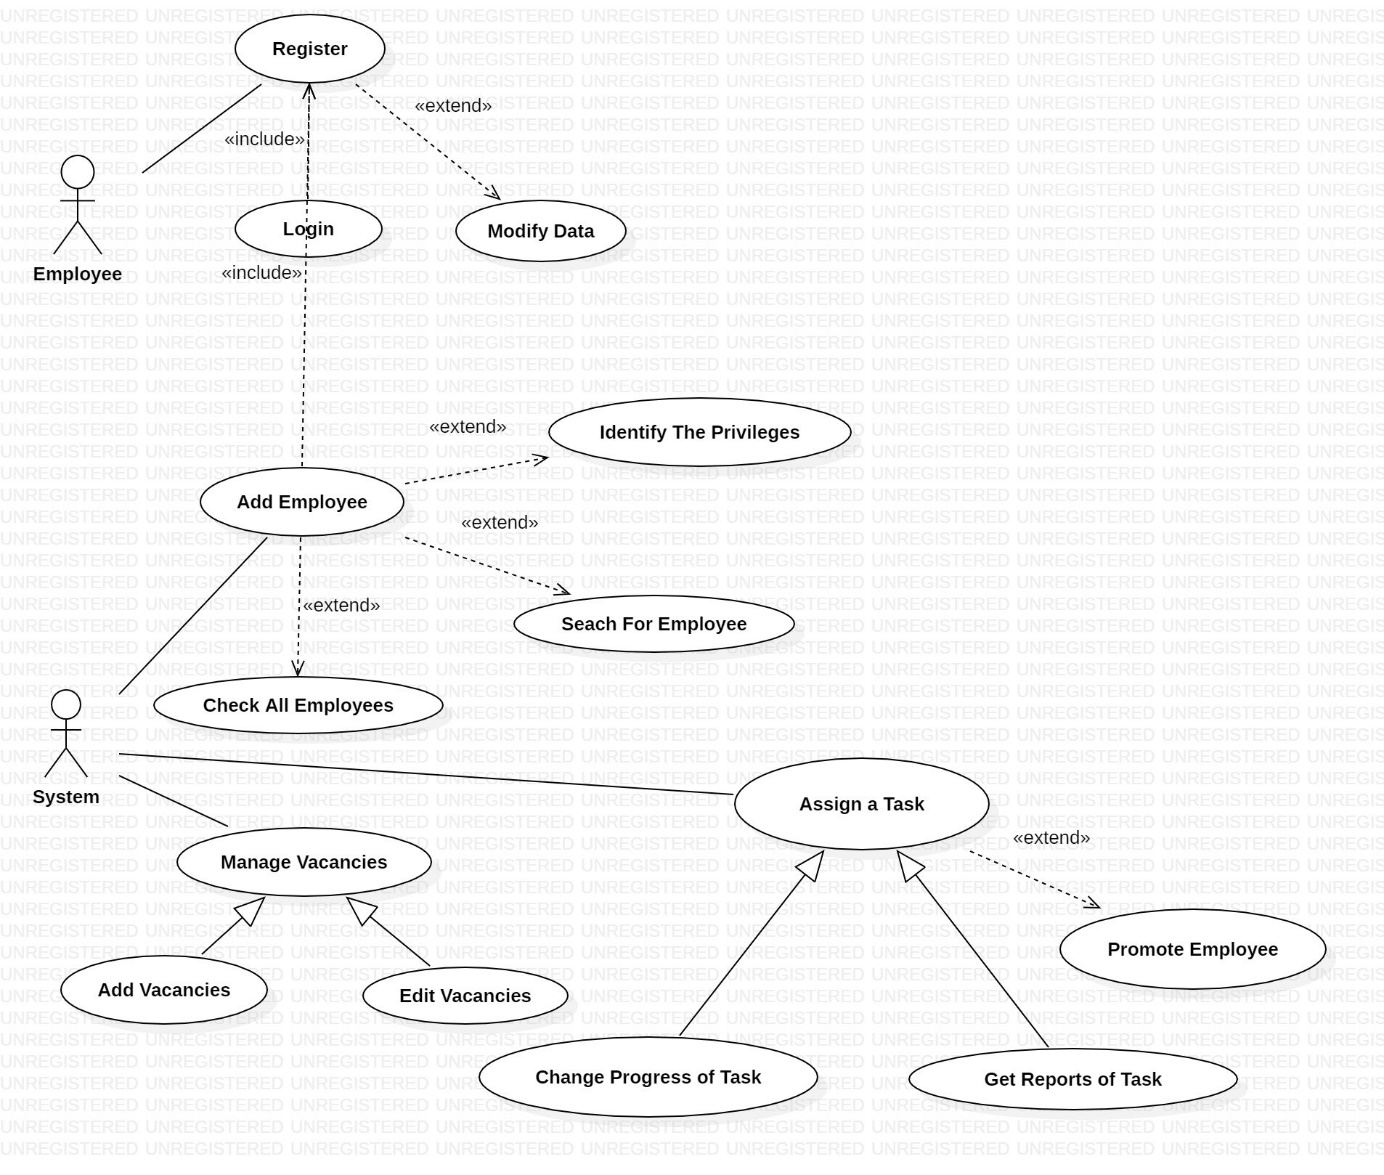 Register
«extend»
«include»
Login
Modify Data
Employee
«include»
«extend»
Identify The Privileges
Add Employee
«extend»
«extend»
Seach For Employee
Check All Employees
System
Assign a Task
«extend»
Manage Vacancies
Promote Employee
Add Vacancies
Edit Vacancies
Change Progress of Task
Get Reports of Task
UNREGISTERED